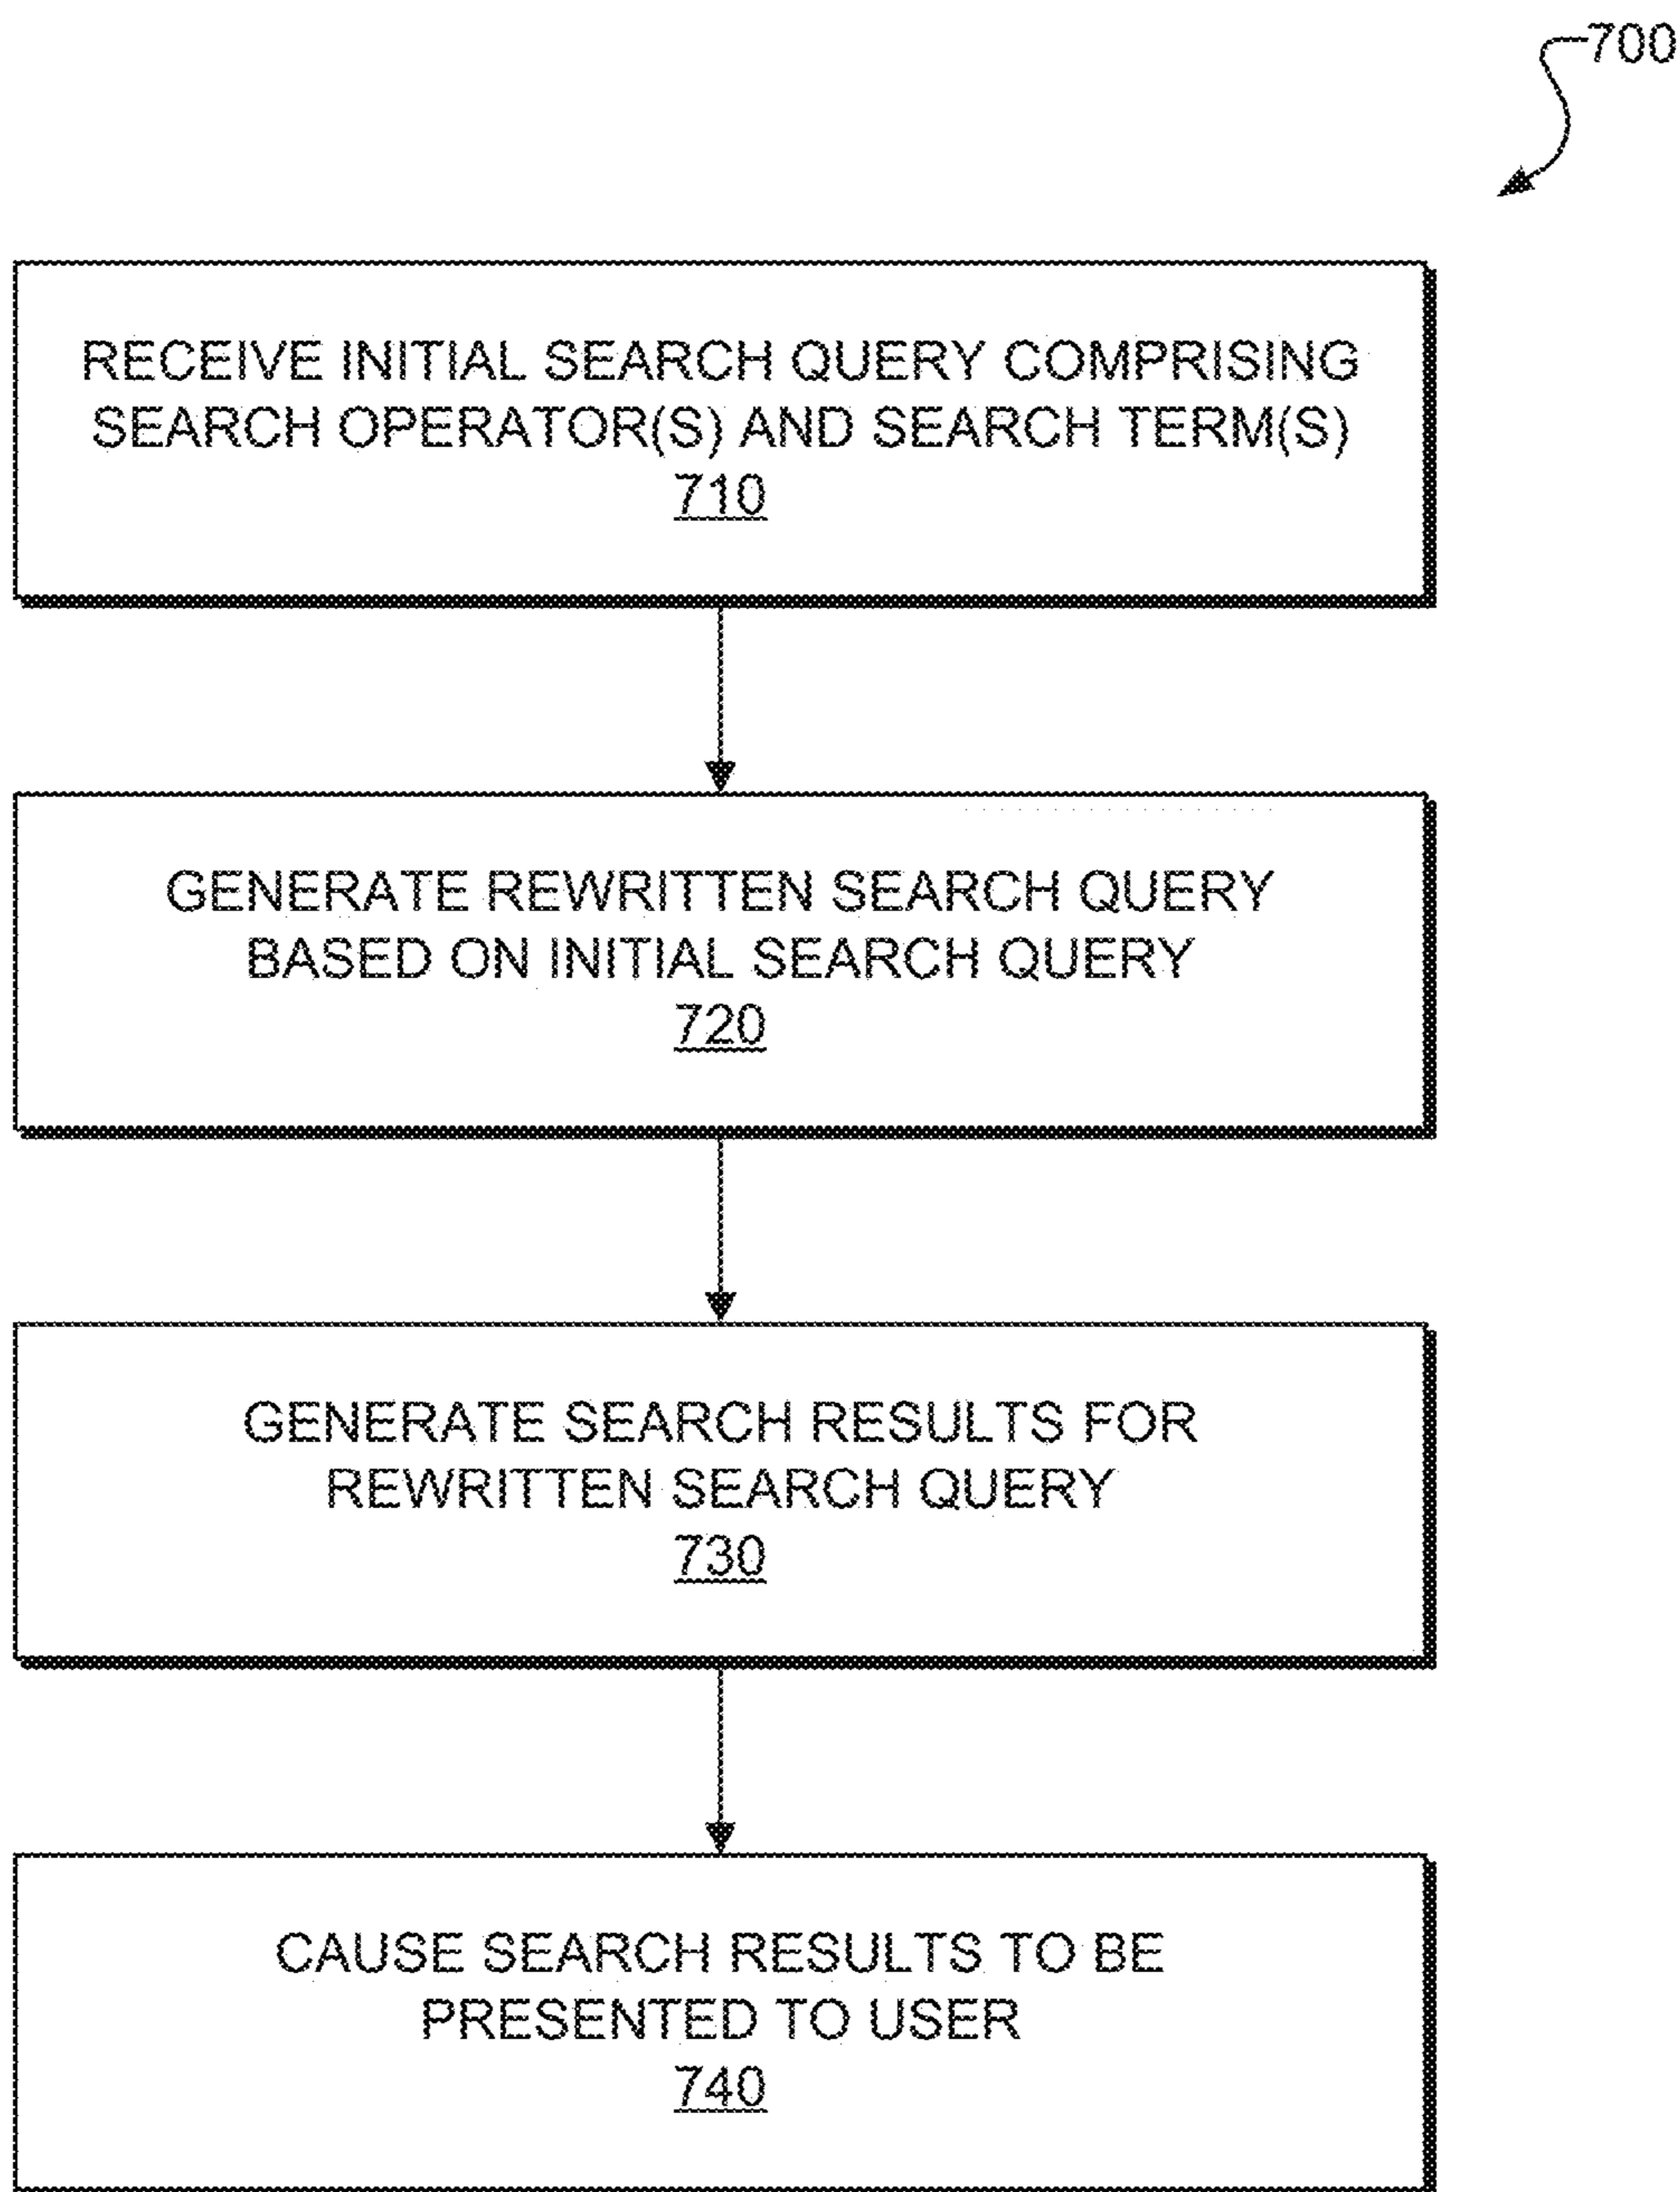 700
RECEIVE INITIAL SEARCH QUERY COMPRISING
SEARCH OPERATOR(S) AND SEARCH TERM(S)
710
GENERATE REWRITTEN SEARCH QUERY
BASED ON INITIAL SEARCH QUERY
720
GENERATE SEARCH RESULTS FOR
REWRITTEN SEARCH QUERY
730
CAUSE SEARCH RESULTS TO BE
PRESENTED TO USER
740